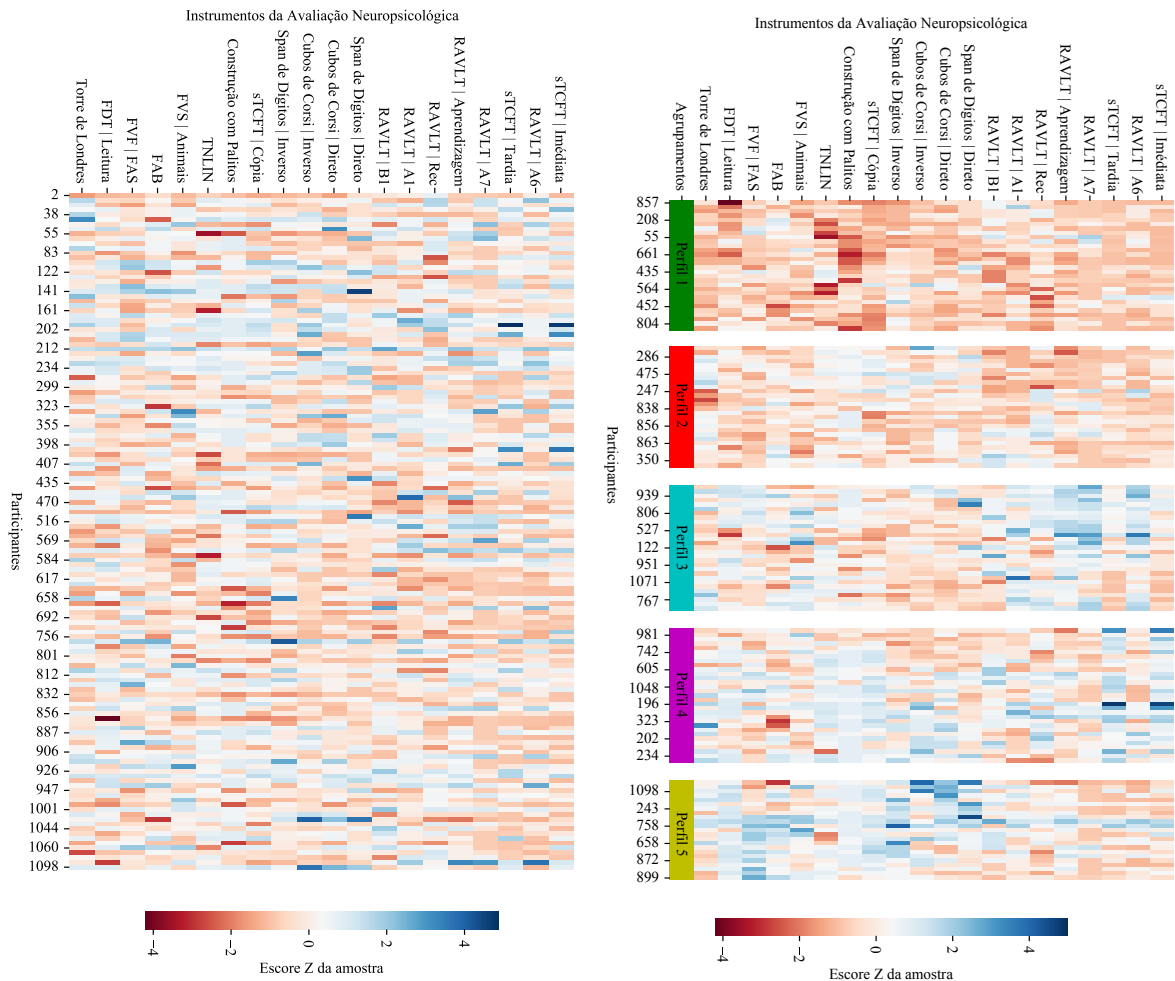 Instrumentos da Avaliação Neuropsicológica
Torre de Londres
FDT | Leitura
FVF | FAS
FAB
FVS | Animais
TNLIN
Construção com Palitos
sTCFT | Cópia
Span de Dígitos | Inverso
Cubos de Corsi | Inverso
Cubos de Corsi | Direto
Span de Dígitos | Direto
RAVLT | B1
RAVLT | A1
RAVLT | Rec
RAVLT | Aprendizagem
RAVLT | A7
sTCFT | Tardia
RAVLT | A6
sTCFT | Imédiata
Participantes
2
38
55
83
122
141
161
202
212
234
299
323
355
398
407
435
470
516
569
584
617
658
692
756
801
812
832
856
887
906
926
947
1001
1044
1060
1098
−4
−2
0
2
4
Escore Z da amostra
Instrumentos da Avaliação Neuropsicológica
Agrupamentos
Torre de Londres
FDT | Leitura
FVF | FAS
FAB
FVS | Animais
TNLIN
Construção com Palitos
sTCFT | Cópia
Span de Dígitos | Inverso
Cubos de Corsi | Inverso
Cubos de Corsi | Direto
Span de Dígitos | Direto
RAVLT | B1
RAVLT | A1
RAVLT | Rec
RAVLT | Aprendizagem
RAVLT | A7
sTCFT | Tardia
RAVLT | A6
sTCFT | Imédiata
Participantes
857
208
55
661
435
564
452
804
Perfil 1
286
475
247
838
856
863
350
Perfil 2
939
806
527
122
951
1071
767
Perfil 3
981
742
605
1048
196
323
202
234
Perfil 4
1098
243
758
658
872
899
Perfil 5
−4
−2
0
2
4
Escore Z da amostra